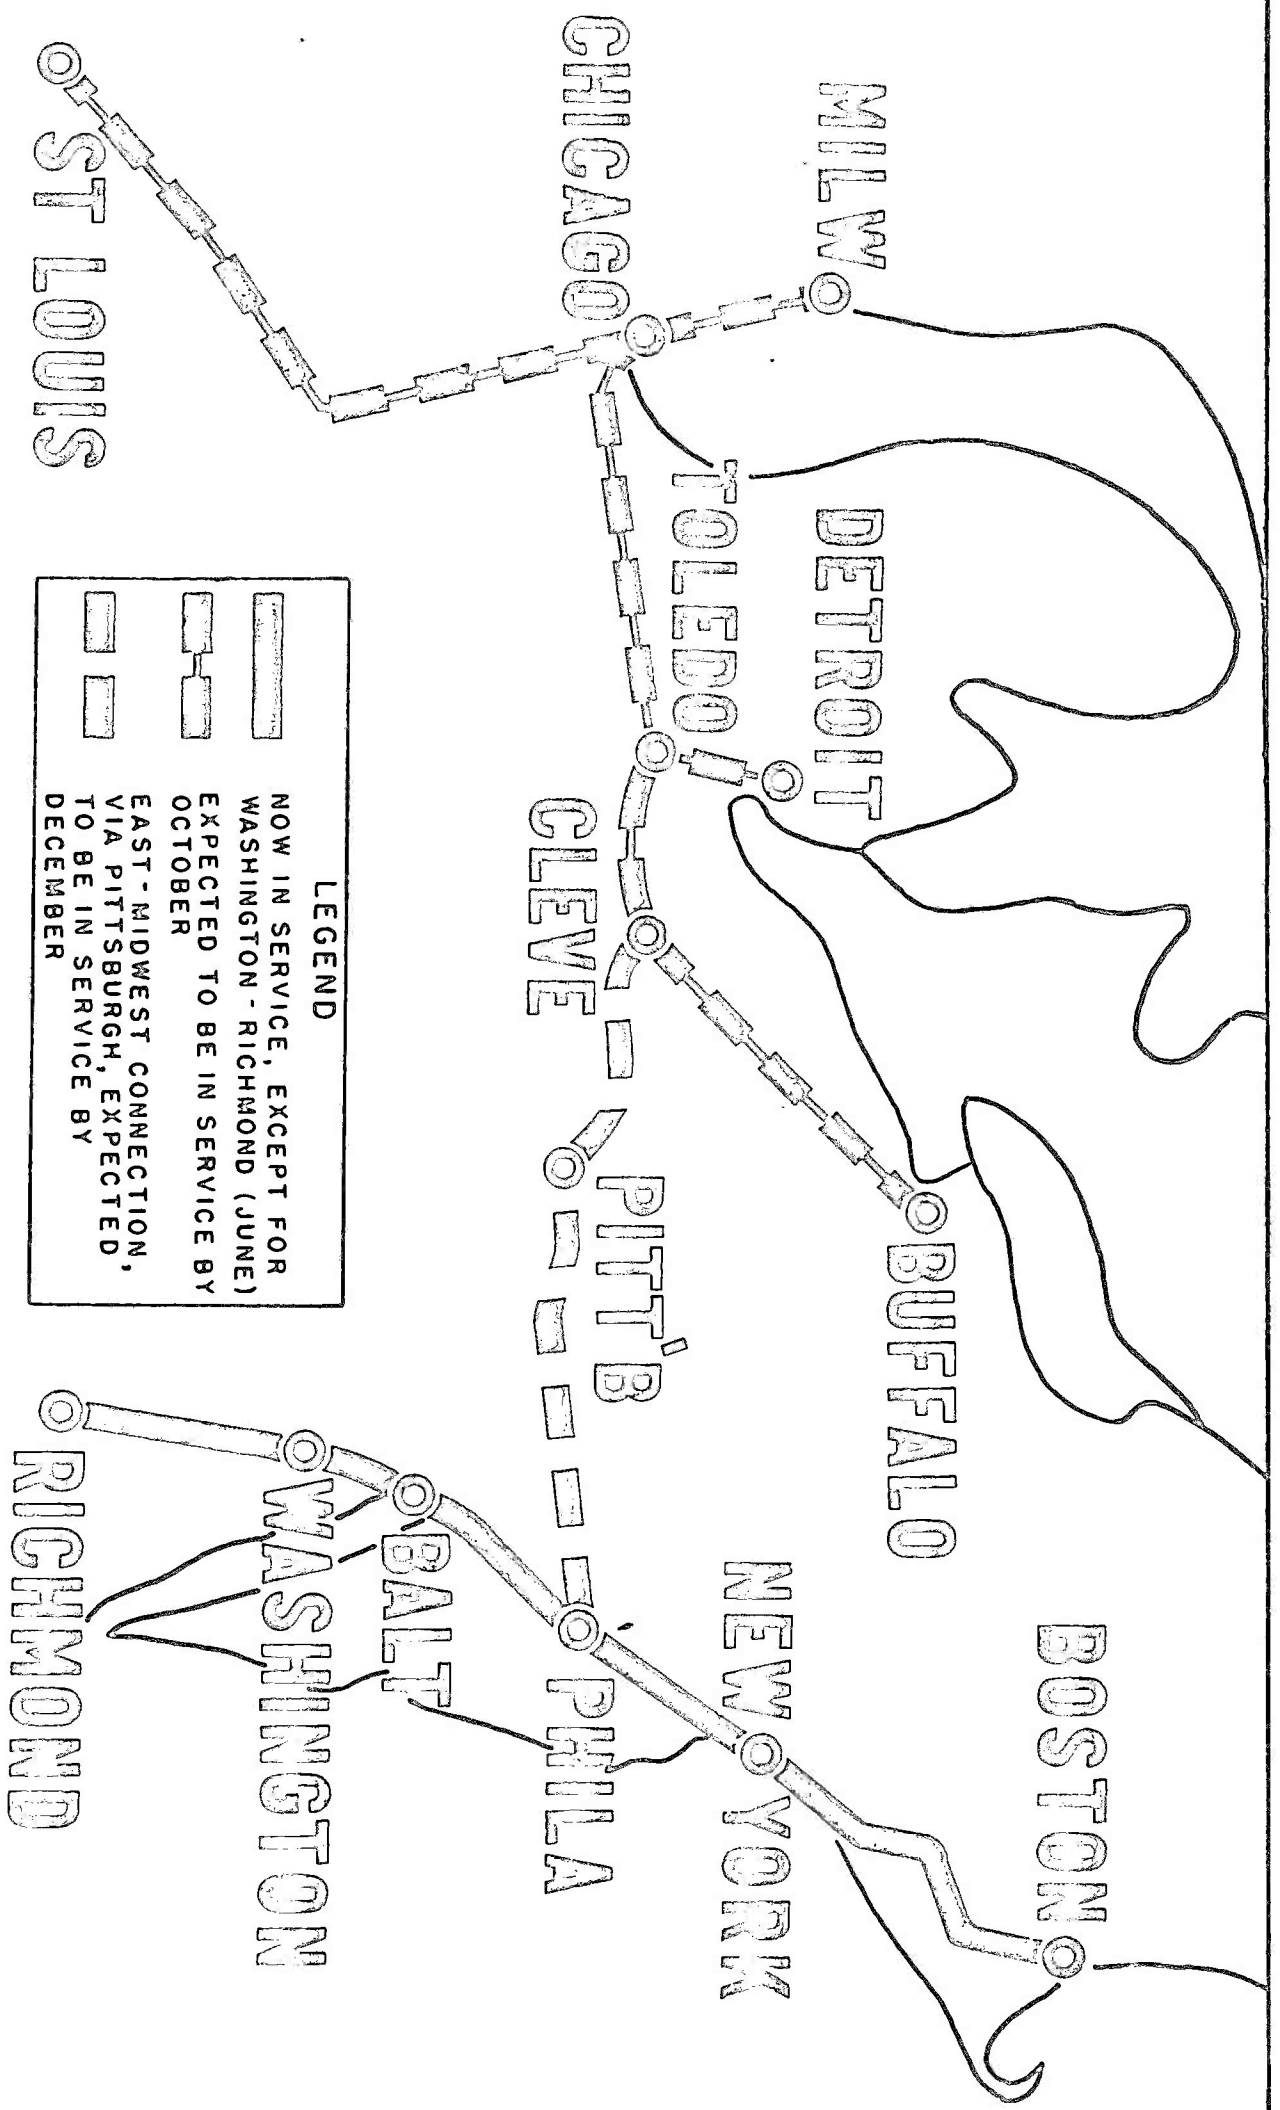 MILW
CHICAGO
ST LOUIS
DETROIT
TOLEDO
CLEVE
BUFFALO
PITT'B
BOSTON
NEW YORK
PHILA
BALT
WASHINGTON
RICHMOND
LEGEND
NOW IN SERVICE, EXCEPT FOR
WASHINGTON - RICHMOND (JUNE)
EXPECTED TO BE IN SERVICE BY
OCTOBER
EAST - MIDWEST CONNECTION,
VIA PITTSBURGH, EXPECTED
TO BE IN SERVICE BY
DECEMBER